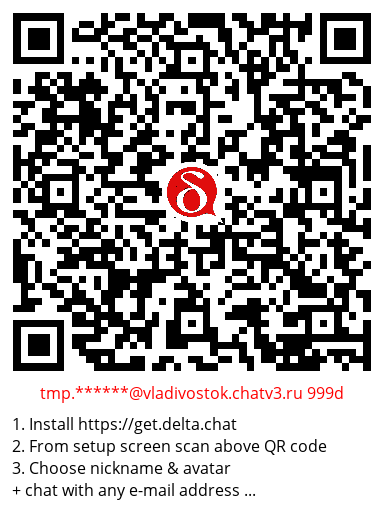 δ
tmp.******@vladivostok.chatv3.ru 999d
1. Install https://get.delta.chat
2. From setup screen scan above QR code
3. Choose nickname & avatar
+ chat with any e-mail address ...